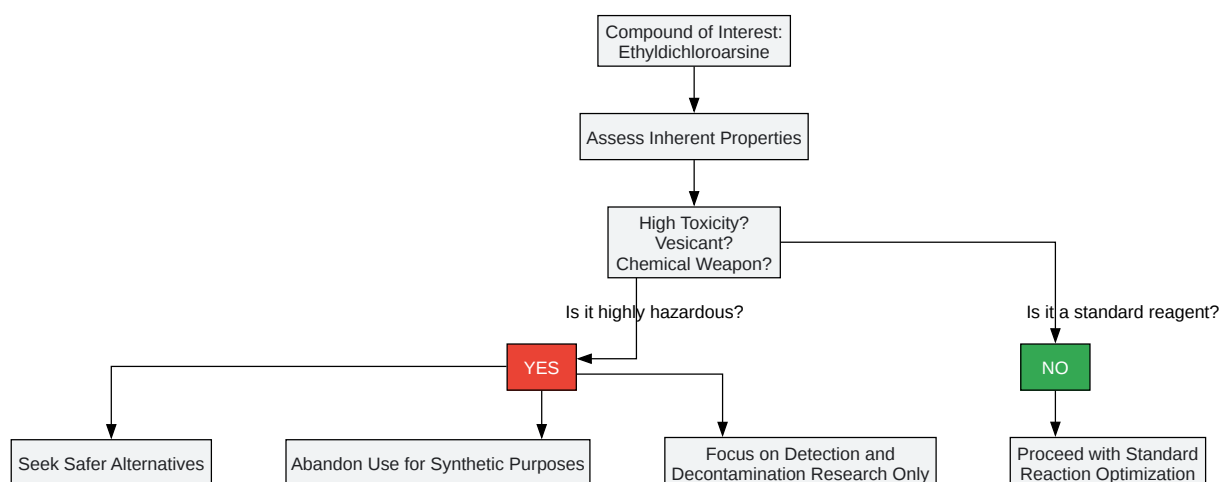 Compound of Interest:
Ethyldichloroarsine
Assess Inherent Properties
High Toxicity?
Vesicant?
Chemical Weapon?
Is it highly hazardous?
Is it a standard reagent?
YES
NO
Seek Safer Alternatives
Abandon Use for Synthetic Purposes
Focus on Detection and
Decontamination Research Only
Proceed with Standard
Reaction Optimization